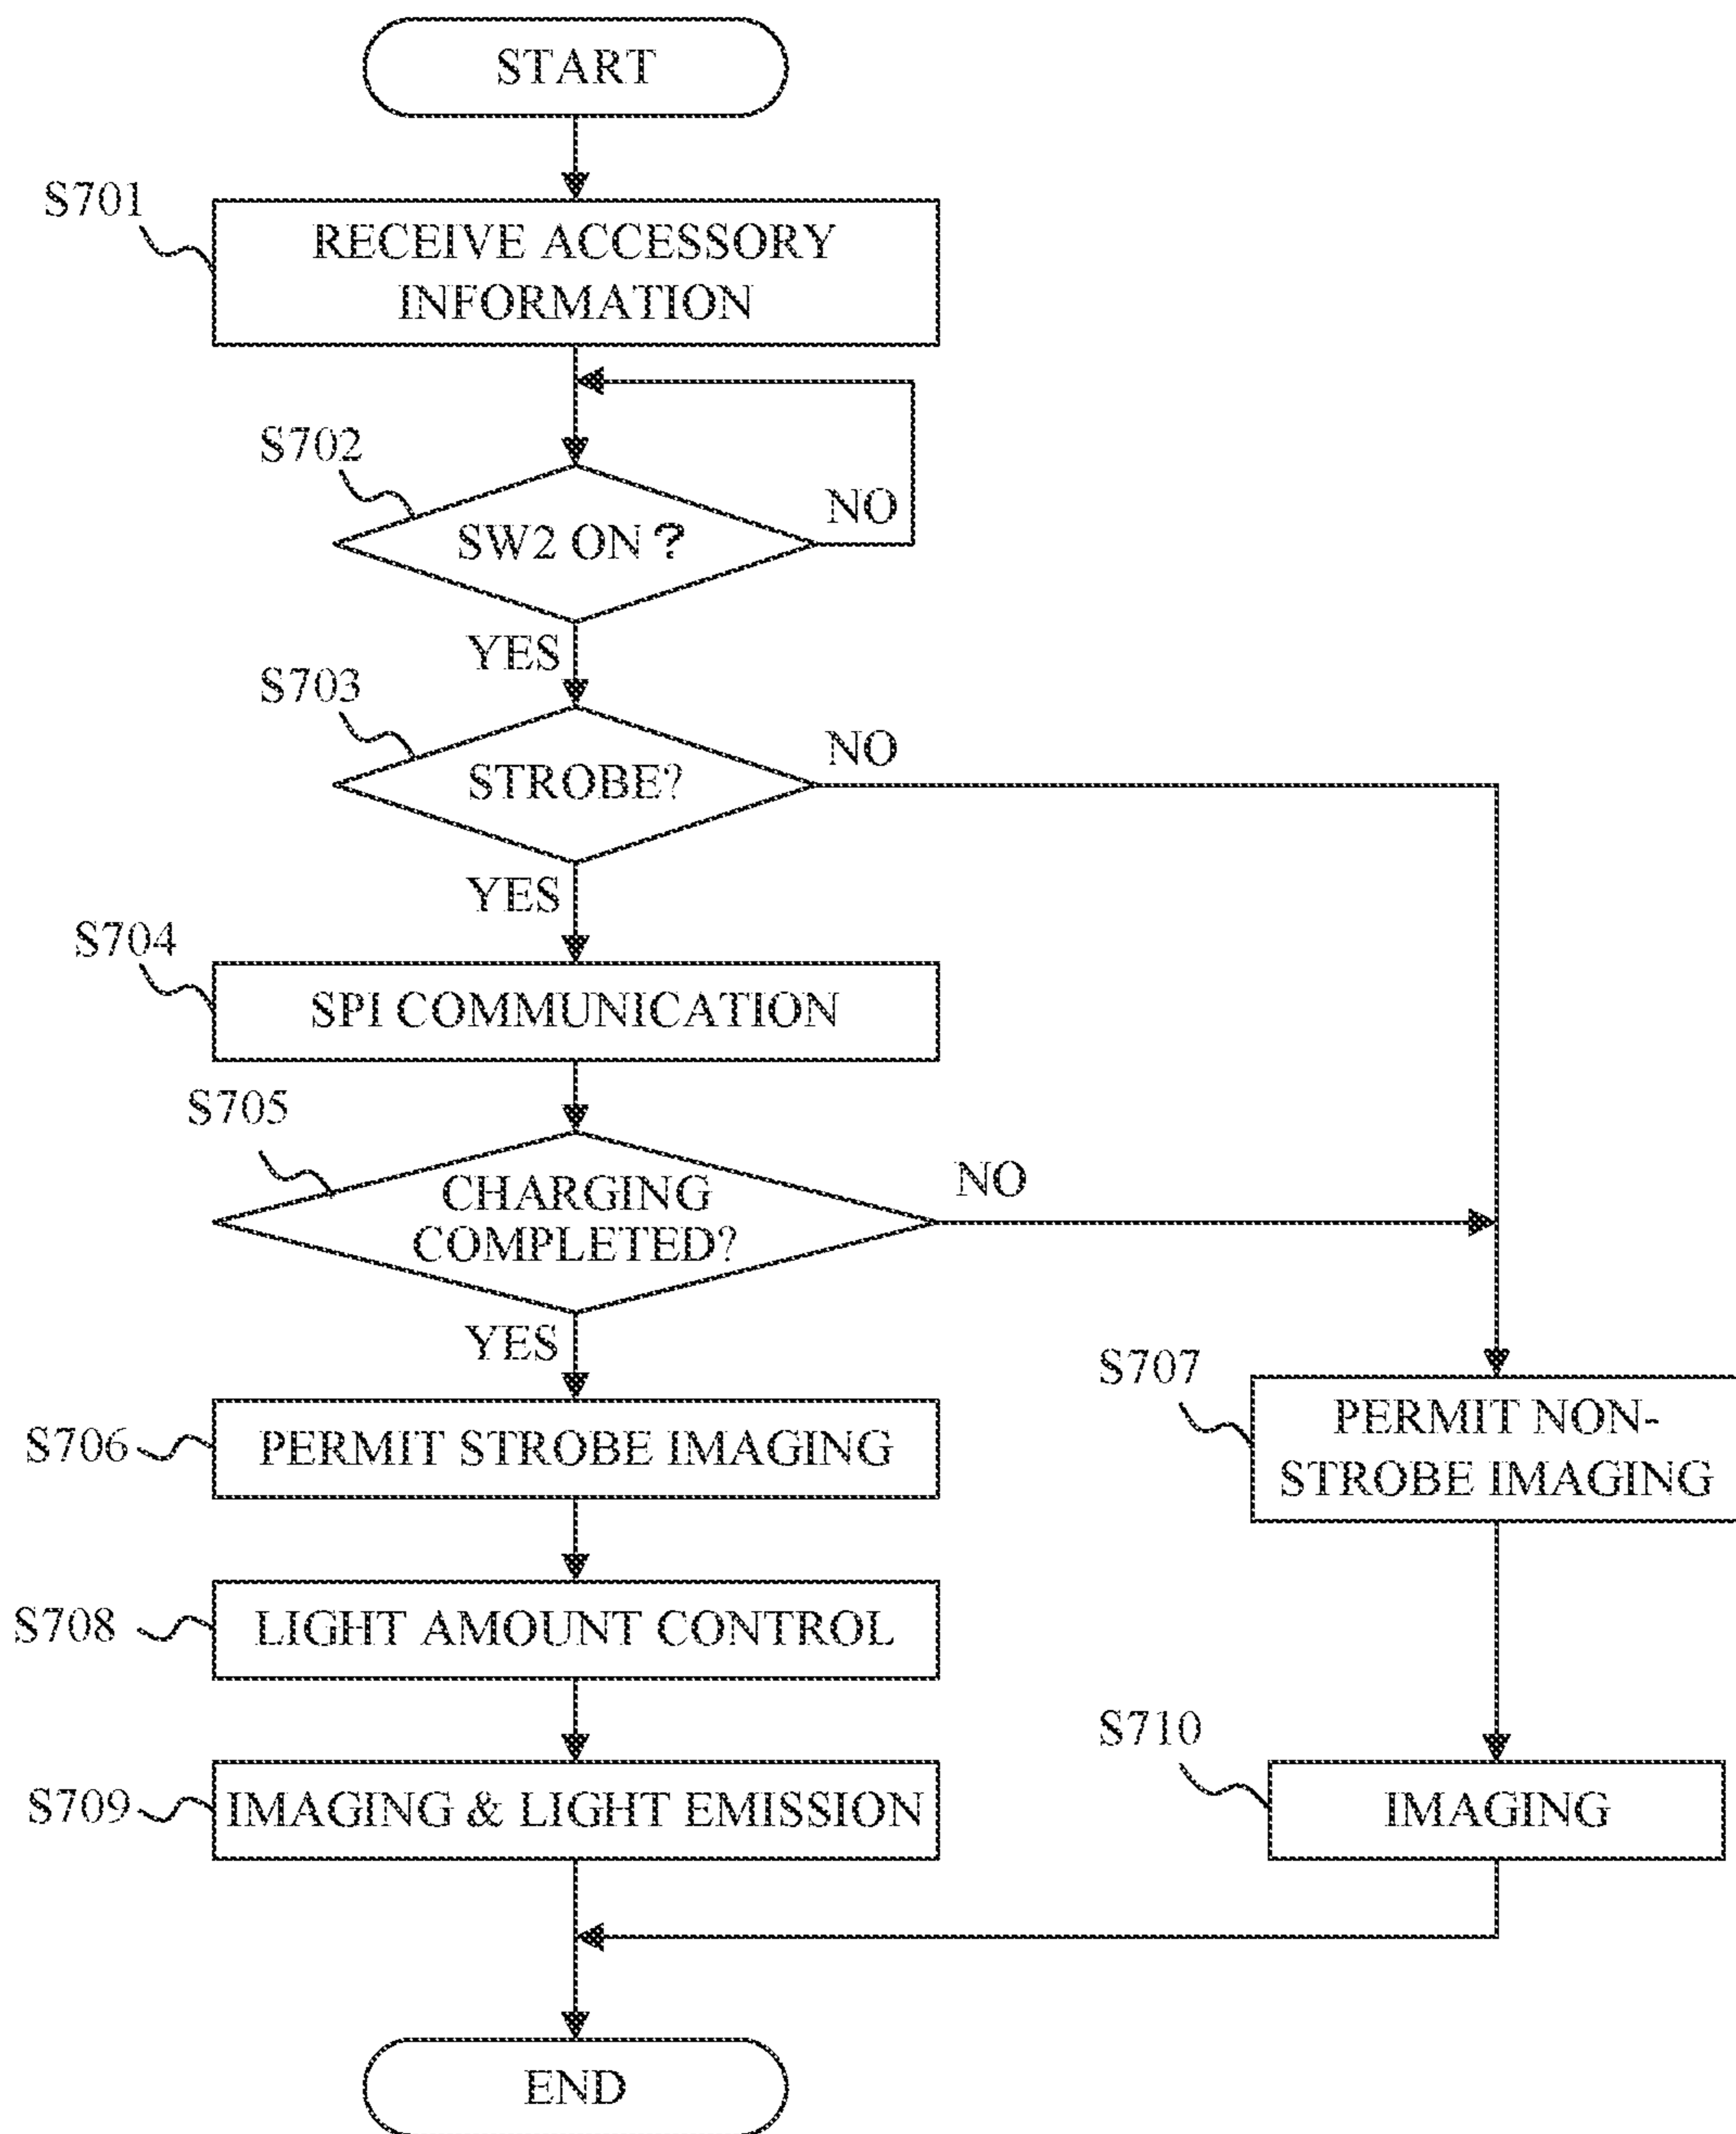 START
S701
RECEIVE ACCESSORY
INFORMATION
S702
SW2 ON ?
NO
YES
S703
STROBE?
NO
YES
S704
SPI COMMUNICATION
S705
CHARGING
COMPLETED?
NO
YES
S706
PERMIT STROBE IMAGING
S707
PERMIT NON-
STROBE IMAGING
S708
LIGHT AMOUNT CONTROL
S709
IMAGING & LIGHT EMISSION
S710
IMAGING
END